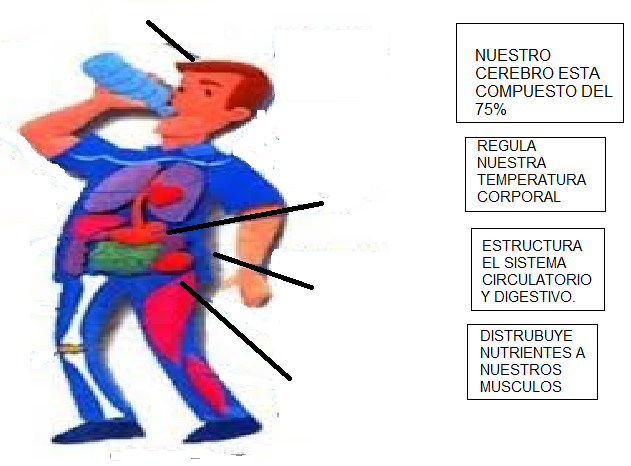 NUESTRO
CEREBRO ESTA
COMPUESTO DEL
75%
REGULA
NUESTRA
TEMPERATURA
CORPORAL
ESTRUCTURA
EL SISTEMA
CIRCULATORIO
Y DIGESTIVO.
DISTRUBUYE
NUTRIENTES A
NUESTROS
MUSCULOS